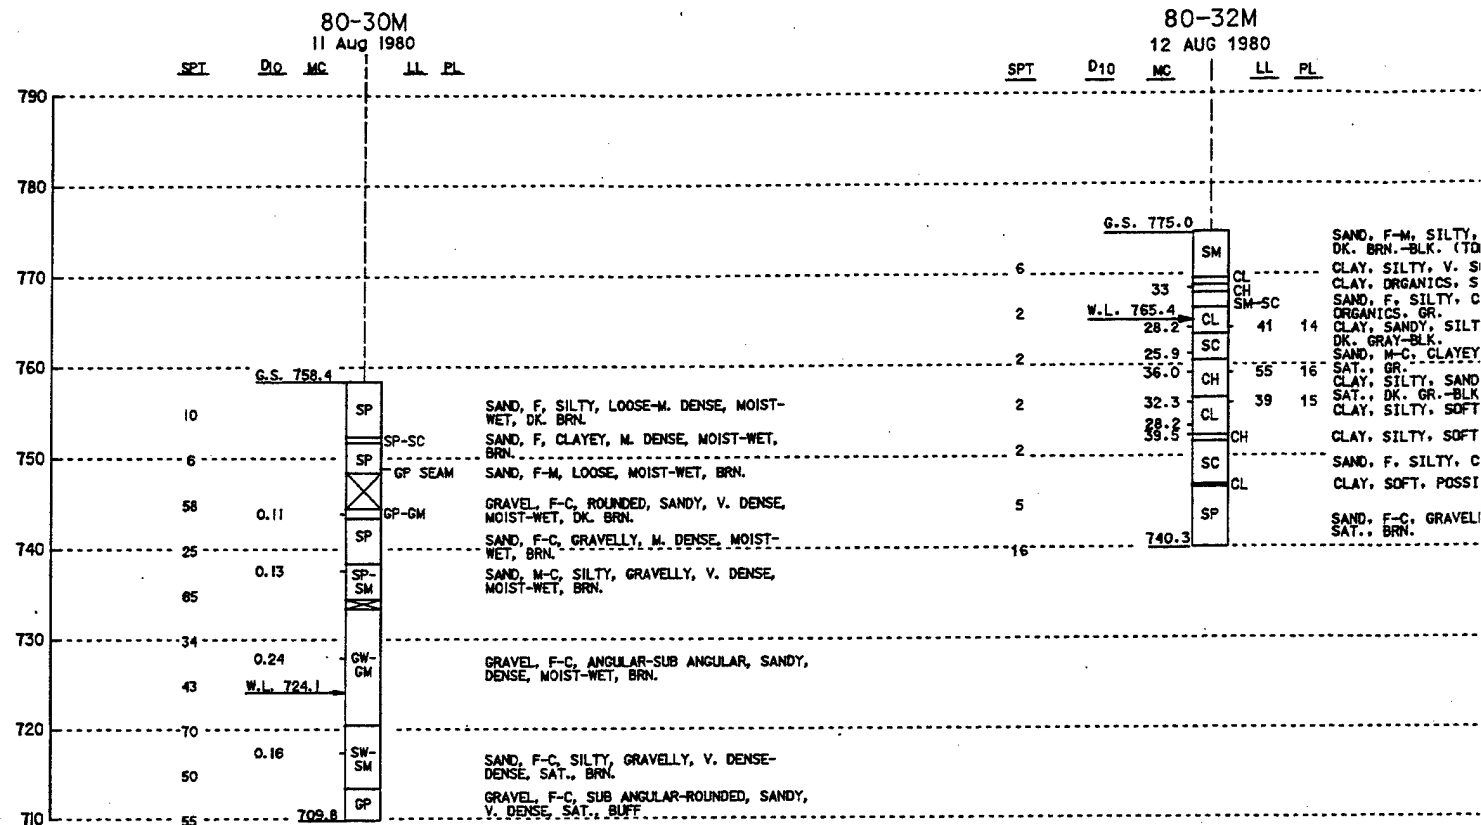 80-30M
11 Aug 1980
SPT D10 MC LL PL
80-32M
12 AUG 1980
SPT D10 MC LL PL
790
780
770
760
750
740
730
720
710
G.S. 758.4
SP
10
SAND, F, SILTY, LOOSE-M. DENSE, MOIST-
WET, DK. BRN.
SP-SC
SAND, F, CLAYEY, M. DENSE, MOIST-WET,
BRN.
6
SP
GP SEAM
SAND, F-M, LOOSE, MOIST-WET, BRN.
58
0.11
GP-GM
GRAVEL, F-C, ROUNDED, SANDY, V. DENSE,
MOIST-WET, DK. BRN.
SP
25
SAND, F-C, GRAVELLY, M. DENSE, MOIST-
WET, BRN.
0.13
SP-
SM
SAND, M-C, SILTY, GRAVELLY, V. DENSE,
MOIST-WET, BRN.
65
34
0.24
GW-
GM
GRAVEL, F-C, ANGULAR-SUB ANGULAR, SANDY,
DENSE, MOIST-WET, BRN.
43
W.L. 724.1
70
0.16
SW-
SM
SAND, F-C, SILTY, GRAVELLY, V. DENSE-
DENSE, SAT., BRN.
50
GP
GRAVEL, F-C, SUB ANGULAR-ROUNDED, SANDY,
V. DENSE, SAT., BUFF
55
709.8
G.S. 775.0
SM
SAND, F-M, SILTY,
DK. BRN.-BLK. (TO
6
CL
CLAY, SILTY, V. S
33
CH
CLAY, ORGANICS, S
SM-SC
SAND, F, SILTY, C
ORGANICS, GR.
2
W.L. 765.4
CL
28.2
41 14
CLAY, SANDY, SILT
DK. GRAY-BLK.
SC
2
25.9
SAND, M-C, CLAYEY
SAT., GR.
36.0
CH
55 16
CLAY, SILTY, SAND
SAT., DK. GR.-BLK
2
32.3
CL
39 15
CLAY, SILTY, SOFT
28.2
39.5
CH
CLAY, SILTY, SOFT
2
SC
SAND, F, SILTY, C
CL
CLAY, SOFT, POSSI
5
SP
SAND, F-C, GRAVEL
SAT., BRN.
16
740.3